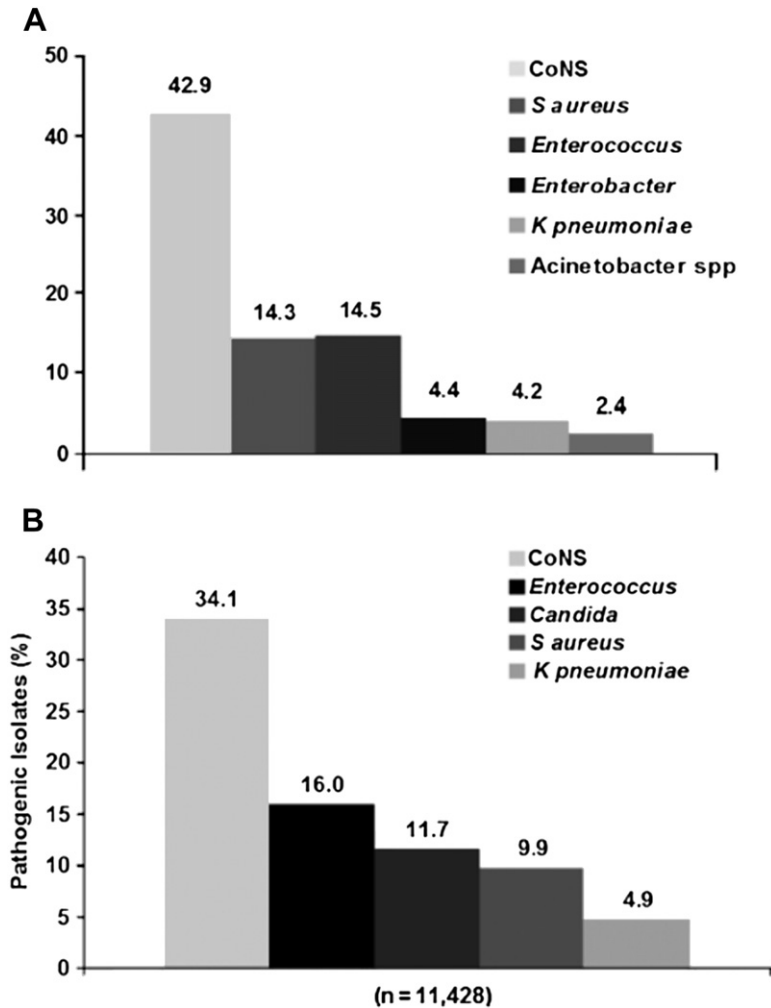 A
50
40
30
20
10
0
42.9
14.3
14.5
4.4
4.2
2.4
CoNS
S aureus
Enterococcus
Enterobacter
K pneumoniae
Acinetobacter spp
B
Pathogenic Isolates (%)
40
35
30
25
20
15
10
5
0
34.1
16.0
11.7
9.9
4.9
CoNS
Enterococcus
Candida
S aureus
K pneumoniae
(n = 11,428)